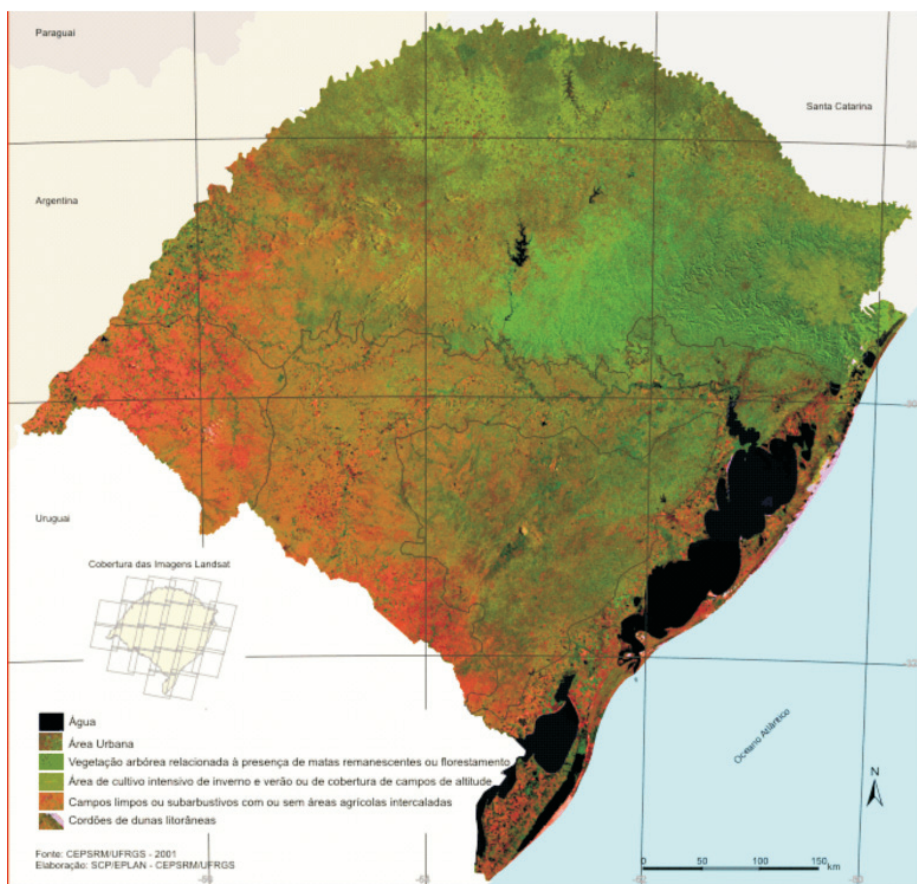 Paraguai
Santa Catarina
Argentina
Uruguai
Cobertura das Imagens Landsat
Água
Área Urbana
Vegetação arbórea relacionada à presença de matas remanescentes ou florestamento
Área de cultivo intensivo de inverno e verão ou de cobertura de campos de altitude
Campos limpos ou subarbustivos com ou sem áreas agrícolas intercaladas
Cordões de dunas litorâneas
Oceano Atlântico
N
Fonte: CEPSRM/UFRGS - 2001
Elaboração: SCP/EPLAN - CEPSRM/UFRGS
0 50 100 150 km